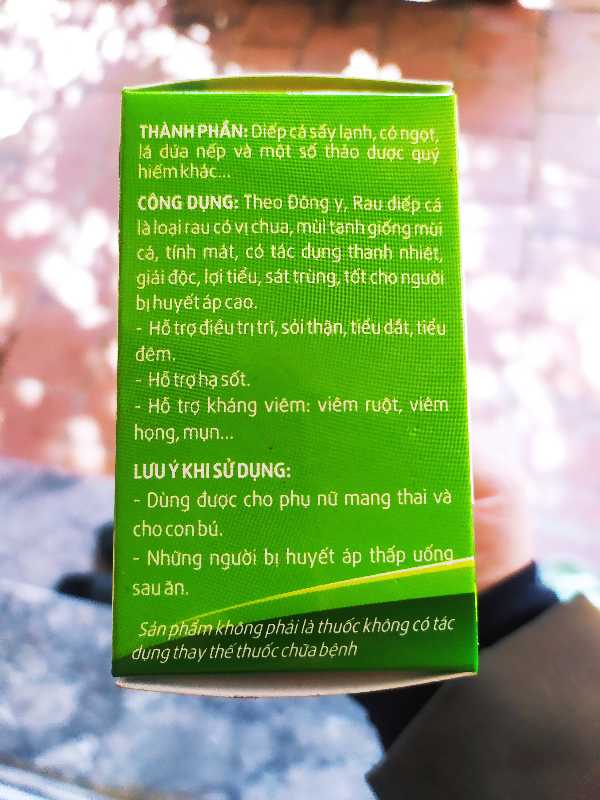 THÀNH PHẦN: Diếp cá sấy lạnh, cỏ ngọt,
lá dứa nếp và một số thảo dược quý
hiếm khác...
CÔNG DỤNG: Theo Đông y, Rau diếp cá
là loại rau có vị chua, mùi tanh giống mùi
cá, tính mát, có tác dụng thanh nhiệt,
giải độc, lợi tiểu, sát trùng, tốt cho người
bị huyết áp cao.
- Hỗ trợ điều trị trĩ, sỏi thận, tiểu dắt, tiểu
đêm.
- Hỗ trợ hạ sốt.
- Hỗ trợ kháng viêm: viêm ruột, viêm
họng, mụn...
LƯU Ý KHI SỬ DỤNG:
- Dùng được cho phụ nữ mang thai và
cho con bú.
- Những người bị huyết áp thấp uống
sau ăn.
Sản phẩm không phải là thuốc không có tác
dụng thay thế thuốc chữa bệnh